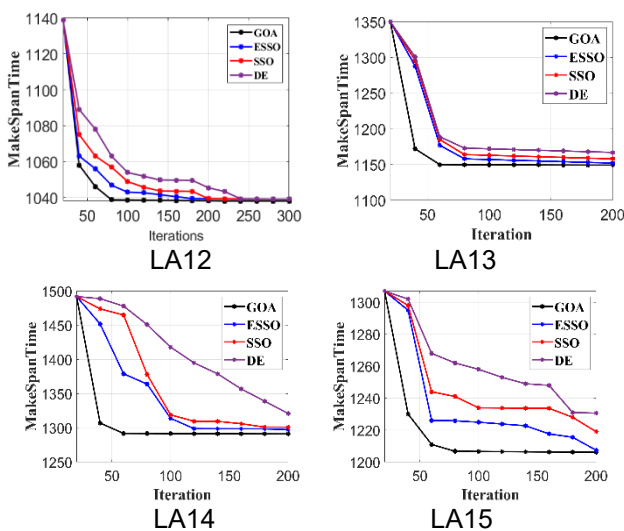 MakeSpanTime
1140
1120
1100
1080
1060
1040
50 100 150 200 250 300
Iterations
GOA
ESSO
SSO
DE
LA12
MakeSpanTime
1350
1300
1250
1200
1150
1100
50 100 150 200
Iteration
GOA
ESSO
SSO
DE
LA13
MakeSpanTime
1500
1450
1400
1350
1300
1250
50 100 150 200
Iteration
GOA
ESSO
SSO
DE
LA14
MakeSpanTime
1300
1280
1260
1240
1220
1200
50 100 150 200
Iteration
GOA
ESSO
SSO
DE
LA15